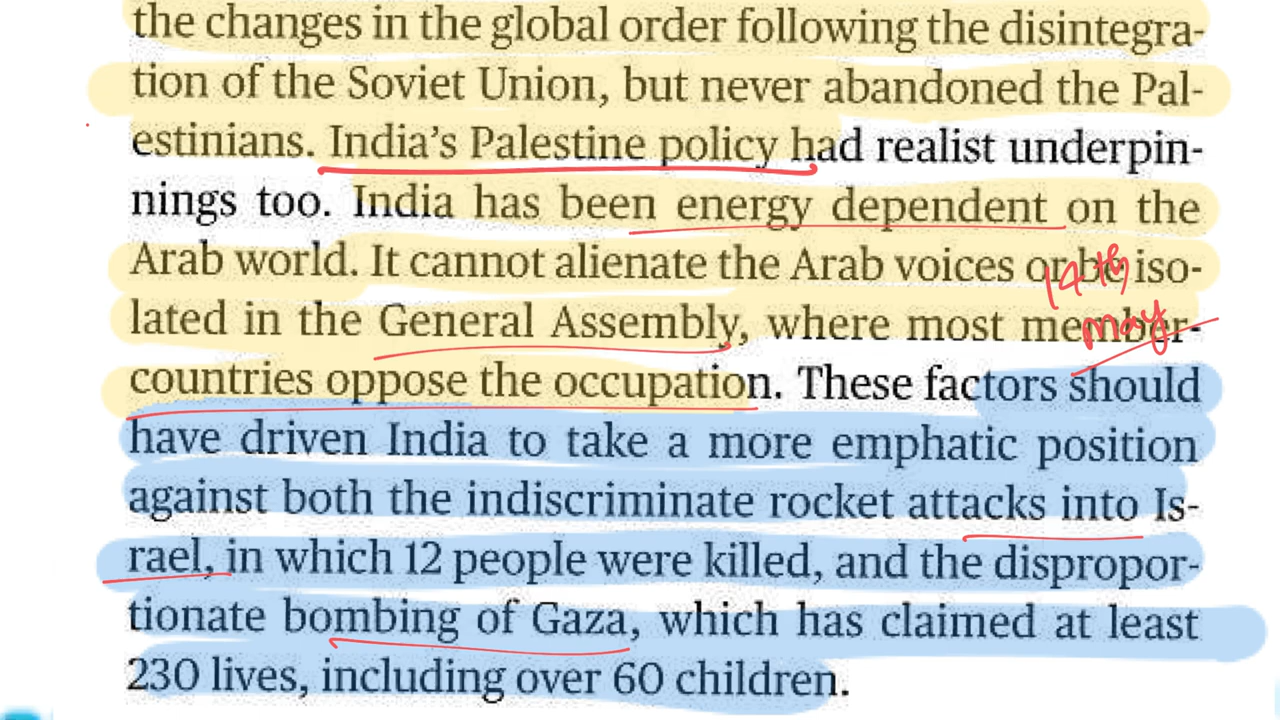 the changes in the global order following the disintegra-
tion of the Soviet Union, but never abandoned the Pal-
estinians. India’s Palestine policy had realist underpin-
nings too. India has been energy dependent on the
Arab world. It cannot alienate the Arab voices or be iso-
14th
lated in the General Assembly, where most member-
may
countries oppose the occupation. These factors should
have driven India to take a more emphatic position
against both the indiscriminate rocket attacks into Is-
rael, in which 12 people were killed, and the dispropor-
tionate bombing of Gaza, which has claimed at least
230 lives, including over 60 children.